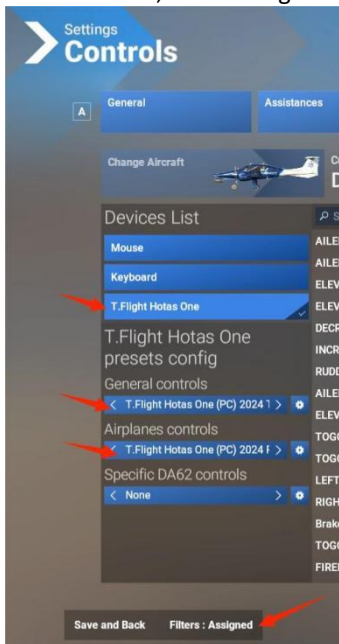 Settings
Controls
A
General
Assistances
Change Aircraft
Devices List
Mouse
Keyboard
T.Flight Hotas One
T.Flight Hotas One
presets config
General controls
T.Flight Hotas One (PC) 2024 T
Airplanes controls
T.Flight Hotas One (PC) 2024 F
Specific DA62 controls
None
AILE
AILE
ELEV
ELEV
DECR
INCR
RUDD
AILE
ELEV
TOGG
TOGG
LEFT
RIGH
Brake
TOGG
FIRE
Save and Back
Filters : Assigned